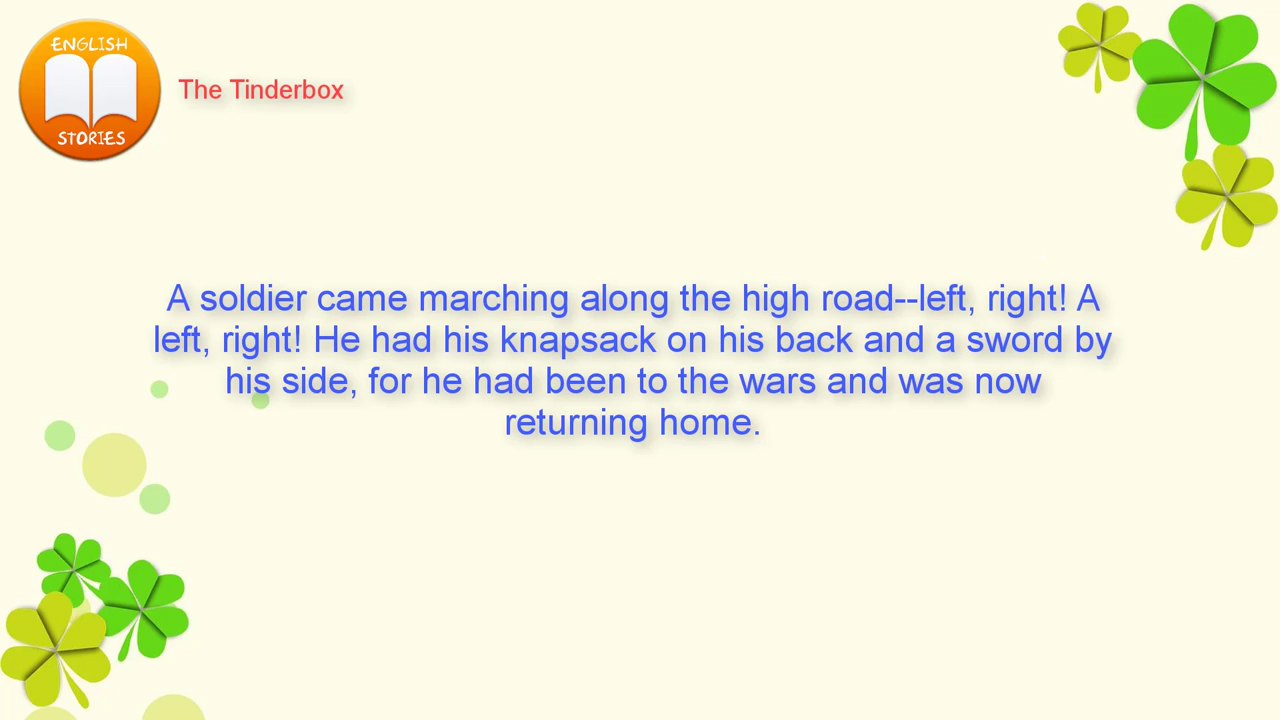 ENGLISH
STORIES
The Tinderbox
A soldier came marching along the high road--left, right! A
left, right! He had his knapsack on his back and a sword by
his side, for he had been to the wars and was now
returning home.